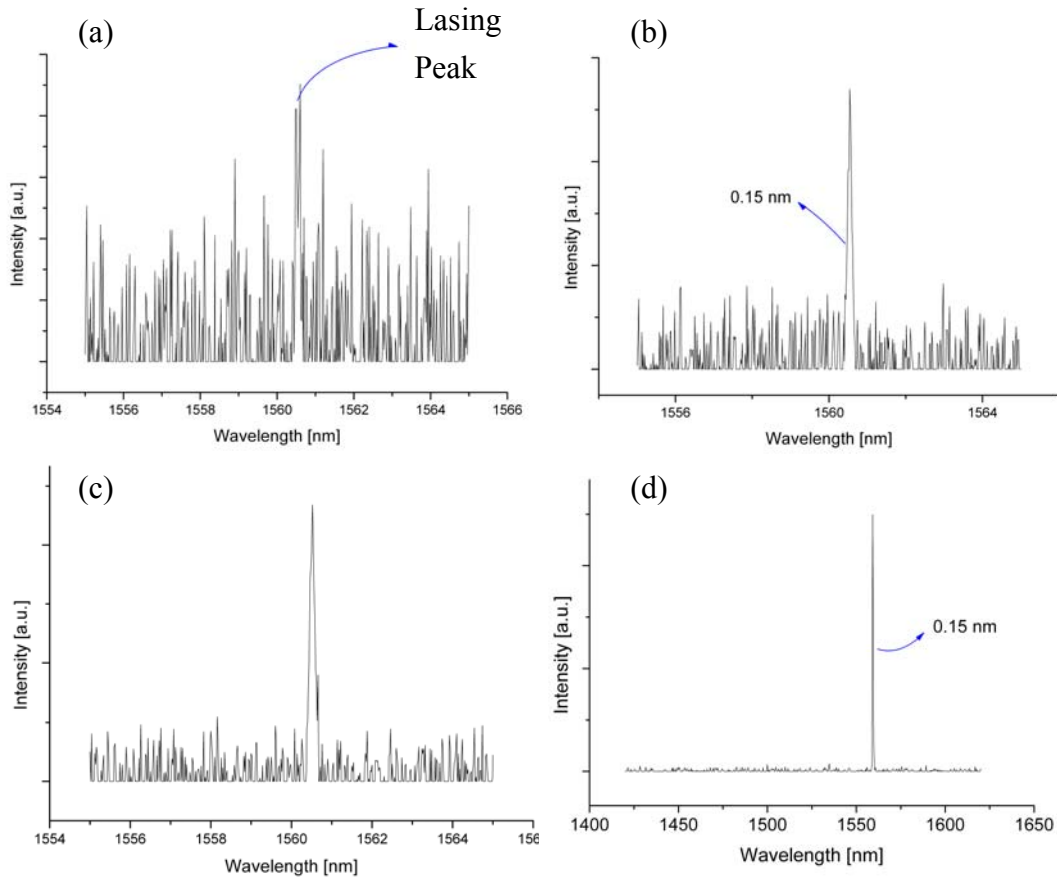 (a)
Lasing
Peak
Intensity [a.u.]
1554 1556 1558 1560 1562 1564 1566
Wavelength [nm]
(b)
0.15 nm
Intensity [a.u.]
1556 1560 1564
Wavelength [nm]
(c)
Intensity [a.u.]
1554 1556 1558 1560 1562 1564 156
Wavelength [nm]
(d)
0.15 nm
Intensity [a.u.]
1400 1450 1500 1550 1600 1650
Wavelength [nm]